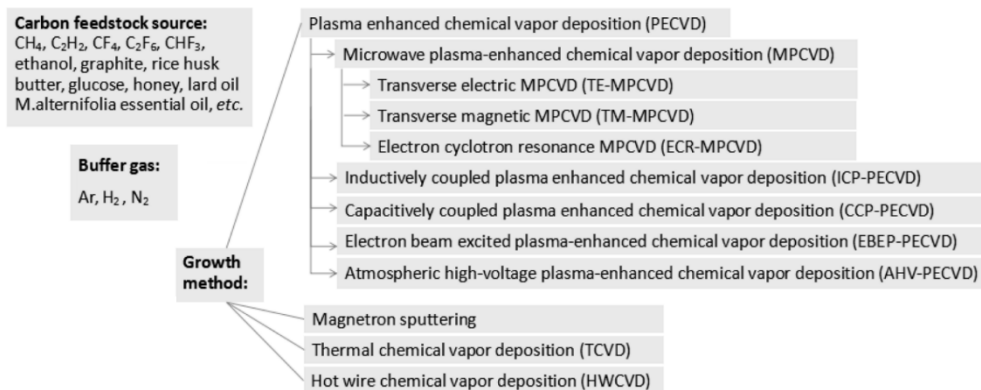 Carbon feedstock source:
CH₄, C₂H₂, CF₄, C₂F₆, CHF₃,
ethanol, graphite, rice husk
butter, glucose, honey, lard oil
M.alternifolia essential oil, etc.
Buffer gas:
Ar, H₂ , N₂
Growth
method:
Plasma enhanced chemical vapor deposition (PECVD)
Microwave plasma-enhanced chemical vapor deposition (MPCVD)
Transverse electric MPCVD (TE-MPCVD)
Transverse magnetic MPCVD (TM-MPCVD)
Electron cyclotron resonance MPCVD (ECR-MPCVD)
Inductively coupled plasma enhanced chemical vapor deposition (ICP-PECVD)
Capacitively coupled plasma enhanced chemical vapor deposition (CCP-PECVD)
Electron beam excited plasma-enhanced chemical vapor deposition (EBEP-PECVD)
Atmospheric high-voltage plasma-enhanced chemical vapor deposition (AHV-PECVD)
Magnetron sputtering
Thermal chemical vapor deposition (TCVD)
Hot wire chemical vapor deposition (HWCVD)